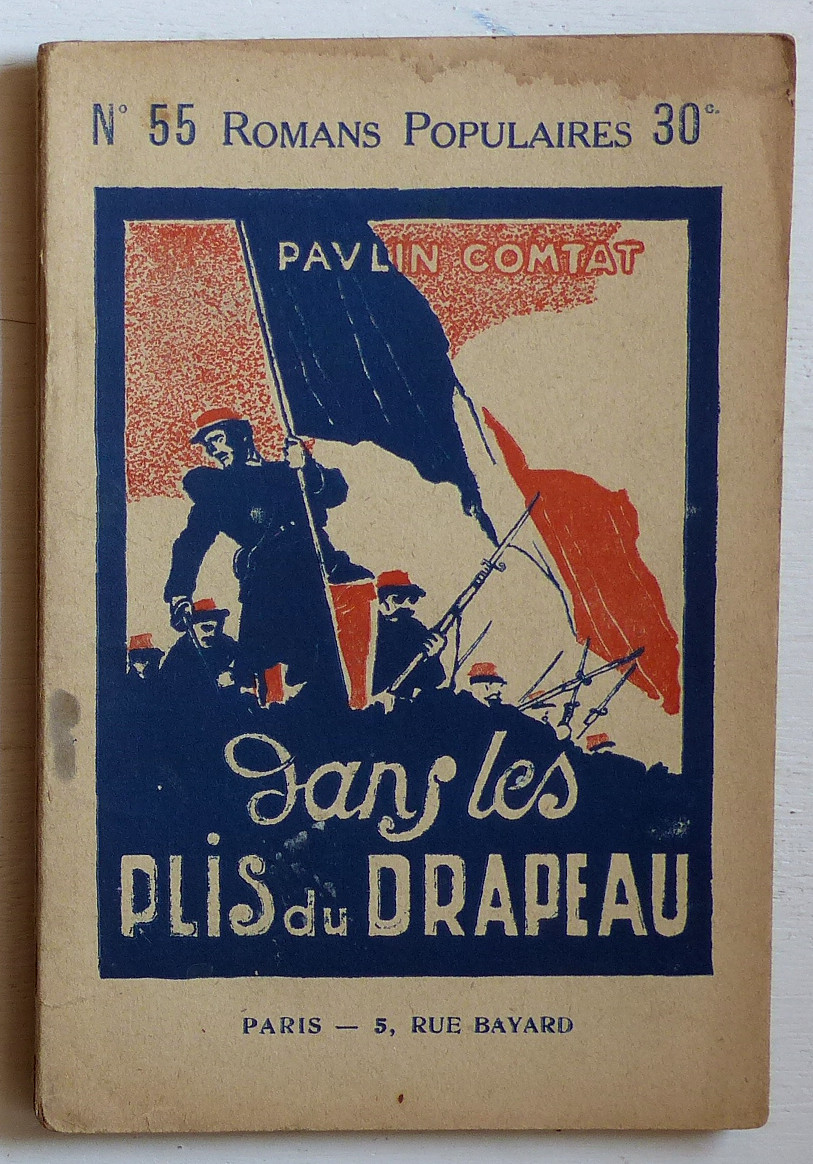 N° 55 ROMANS POPULAIRES 30c.
PAVLIN COMTAT
dans les
PLiS du DRAPEAU
PARIS — 5, RUE BAYARD